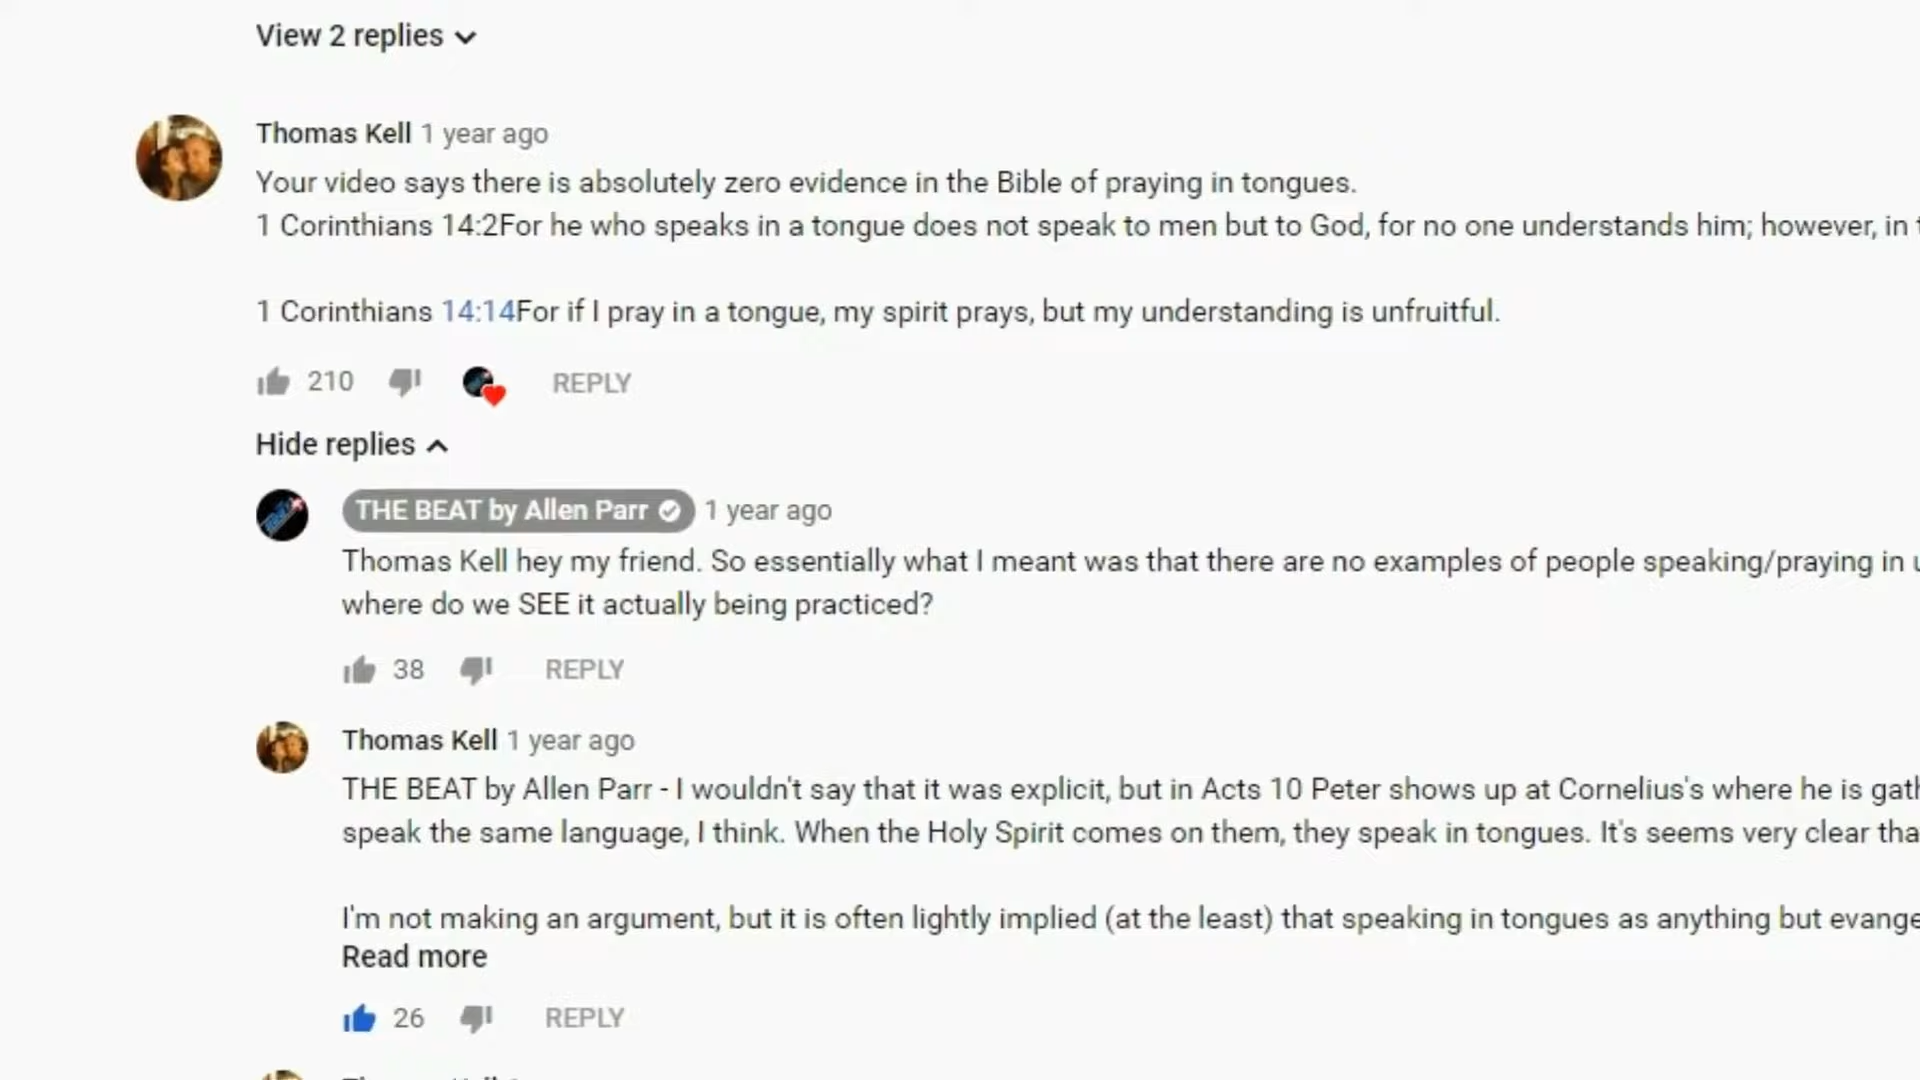 View 2 replies
Thomas Kell 1 year ago
Your video says there is absolutely zero evidence in the Bible of praying in tongues.
1 Corinthians 14:2For he who speaks in a tongue does not speak to men but to God, for no one understands him; however, in
1 Corinthians 14:14For if I pray in a tongue, my spirit prays, but my understanding is unfruitful.
210 REPLY
Hide replies
THE BEAT by Allen Parr 1 year ago
Thomas Kell hey my friend. So essentially what I meant was that there are no examples of people speaking/praying in
where do we SEE it actually being practiced?
38 REPLY
Thomas Kell 1 year ago
THE BEAT by Allen Parr - I wouldn't say that it was explicit, but in Acts 10 Peter shows up at Cornelius's where he is gath
speak the same language, I think. When the Holy Spirit comes on them, they speak in tongues. It's seems very clear tha
I'm not making an argument, but it is often lightly implied (at the least) that speaking in tongues as anything but evange
Read more
26 REPLY